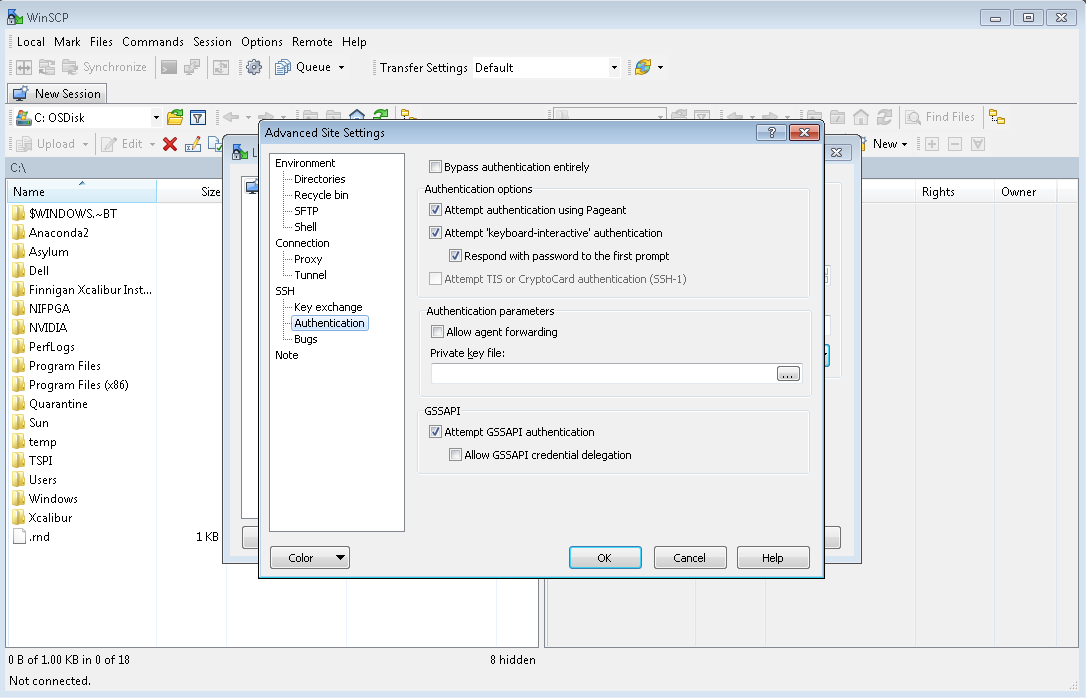 WinSCP
Local Mark Files Commands Session Options Remote Help
Synchronize Queue Transfer Settings Default
New Session
C: OSDisk Find Files
Upload Edit New
C:\
Name Size Rights Owner
$WINDOWS.~BT
Anaconda2
Asylum
Dell
Finnigan Xcalibur Inst...
NIFPGA
NVIDIA
PerfLogs
Program Files
Program Files (x86)
Quarantine
Sun
temp
TSPI
Users
Windows
Xcalibur
.rnd 1 KB
L
Advanced Site Settings
Environment
Directories
Recycle bin
SFTP
Shell
Connection
Proxy
Tunnel
SSH
Key exchange
Authentication
Bugs
Note
Bypass authentication entirely
Authentication options
Attempt authentication using Pageant
Attempt 'keyboard-interactive' authentication
Respond with password to the first prompt
Attempt TIS or CryptoCard authentication (SSH-1)
Authentication parameters
Allow agent forwarding
Private key file:
...
GSSAPI
Attempt GSSAPI authentication
Allow GSSAPI credential delegation
Color OK Cancel Help
0 B of 1.00 KB in 0 of 18 8 hidden
Not connected.